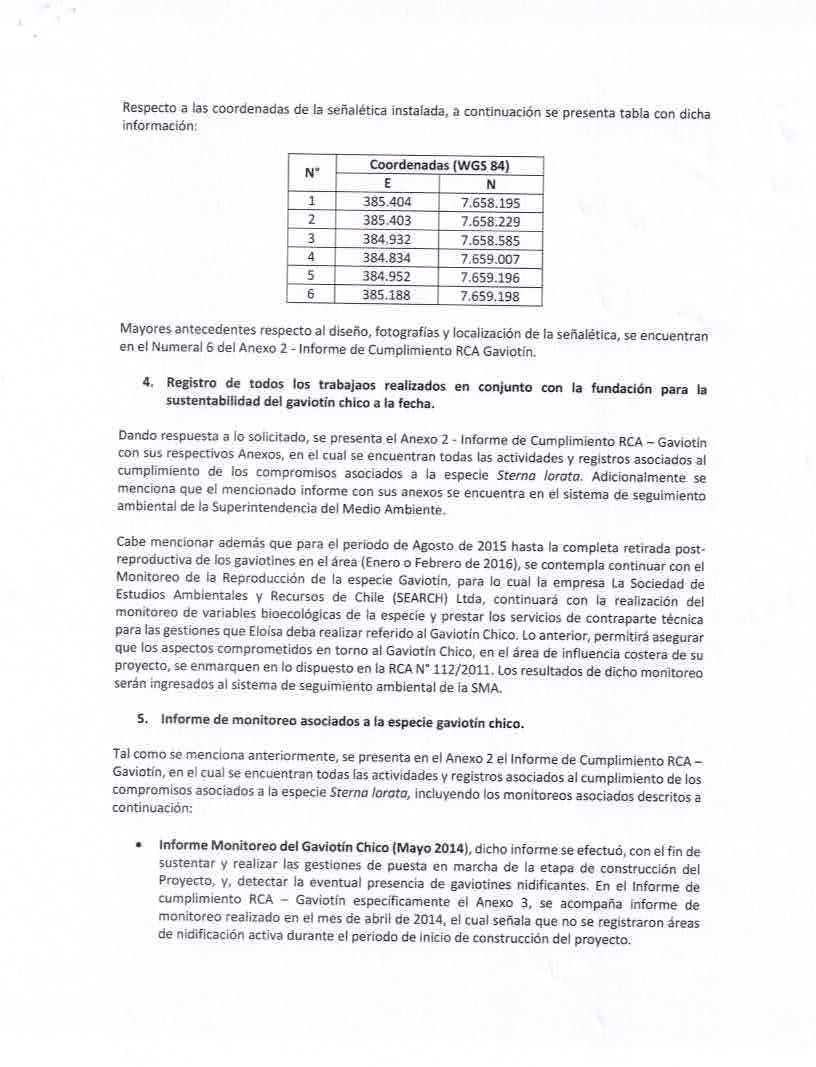 Respecto a las coordenadas de la señalética instalada, a continuación se presenta tabla con dicha
información:
N° Coordenadas (WGS 84)
E N
1 385.404 7.658.195
2 385.403 7.658.229
3 384.932 7.658.585
4 384.834 7.659.007
5 384.952 7.659.196
6 385.188 7.659.198
Mayores antecedentes respecto al diseño, fotografías y localización de la señalética, se encuentran
en el Numeral 6 del Anexo 2 - Informe de Cumplimiento RCA Gaviotín.
4. Registro de todos los trabajaos realizados en conjunto con la fundación para la
sustentabilidad del gaviotín chico a la fecha.
Dando respuesta a lo solicitado, se presenta el Anexo 2 - Informe de Cumplimiento RCA – Gaviotín
con sus respectivos Anexos, en el cual se encuentran todas las actividades y registros asociados al
cumplimiento de los compromisos asociados a la especie Sterna lorata. Adicionalmente se
menciona que el mencionado informe con sus anexos se encuentra en el sistema de seguimiento
ambiental de la Superintendencia del Medio Ambiente.
Cabe mencionar además que para el periodo de Agosto de 2015 hasta la completa retirada post-
reproductiva de los gaviotines en el área (Enero o Febrero de 2016), se contempla continuar con el
Monitoreo de la Reproducción de la especie Gaviotín, para lo cual la empresa La Sociedad de
Estudios Ambientales y Recursos de Chile (SEARCH) Ltda, continuará con la realización del
monitoreo de variables bioecológicas de la especie y prestar los servicios de contraparte técnica
para las gestiones que Eloísa deba realizar referido al Gaviotín Chico. Lo anterior, permitirá asegurar
que los aspectos comprometidos en torno al Gaviotín Chico, en el área de influencia costera de su
proyecto, se enmarquen en lo dispuesto en la RCA N° 112/2011. Los resultados de dicho monitoreo
serán ingresados al sistema de seguimiento ambiental de la SMA.
5. Informe de monitoreo asociados a la especie gaviotín chico.
Tal como se menciona anteriormente, se presenta en el Anexo 2 el Informe de Cumplimiento RCA –
Gaviotín, en el cual se encuentran todas las actividades y registros asociados al cumplimiento de los
compromisos asociados a la especie Sterna lorata, incluyendo los monitoreos asociados descritos a
continuación:
• Informe Monitoreo del Gaviotín Chico (Mayo 2014), dicho informe se efectuó, con el fin de
sustentar y realizar las gestiones de puesta en marcha de la etapa de construcción del
Proyecto, y, detectar la eventual presencia de gaviotines nidificantes. En el Informe de
cumplimiento RCA – Gaviotín específicamente el Anexo 3, se acompaña informe de
monitoreo realizado en el mes de abril de 2014, el cual señala que no se registraron áreas
de nidificación activa durante el periodo de inicio de construcción del proyecto.